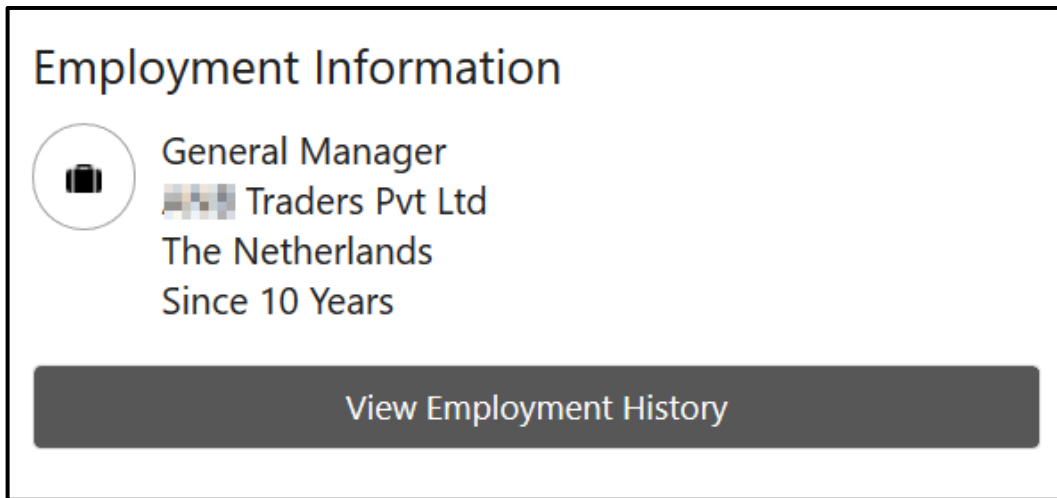 Employment Information
General Manager
Traders Pvt Ltd
The Netherlands
Since 10 Years
View Employment History